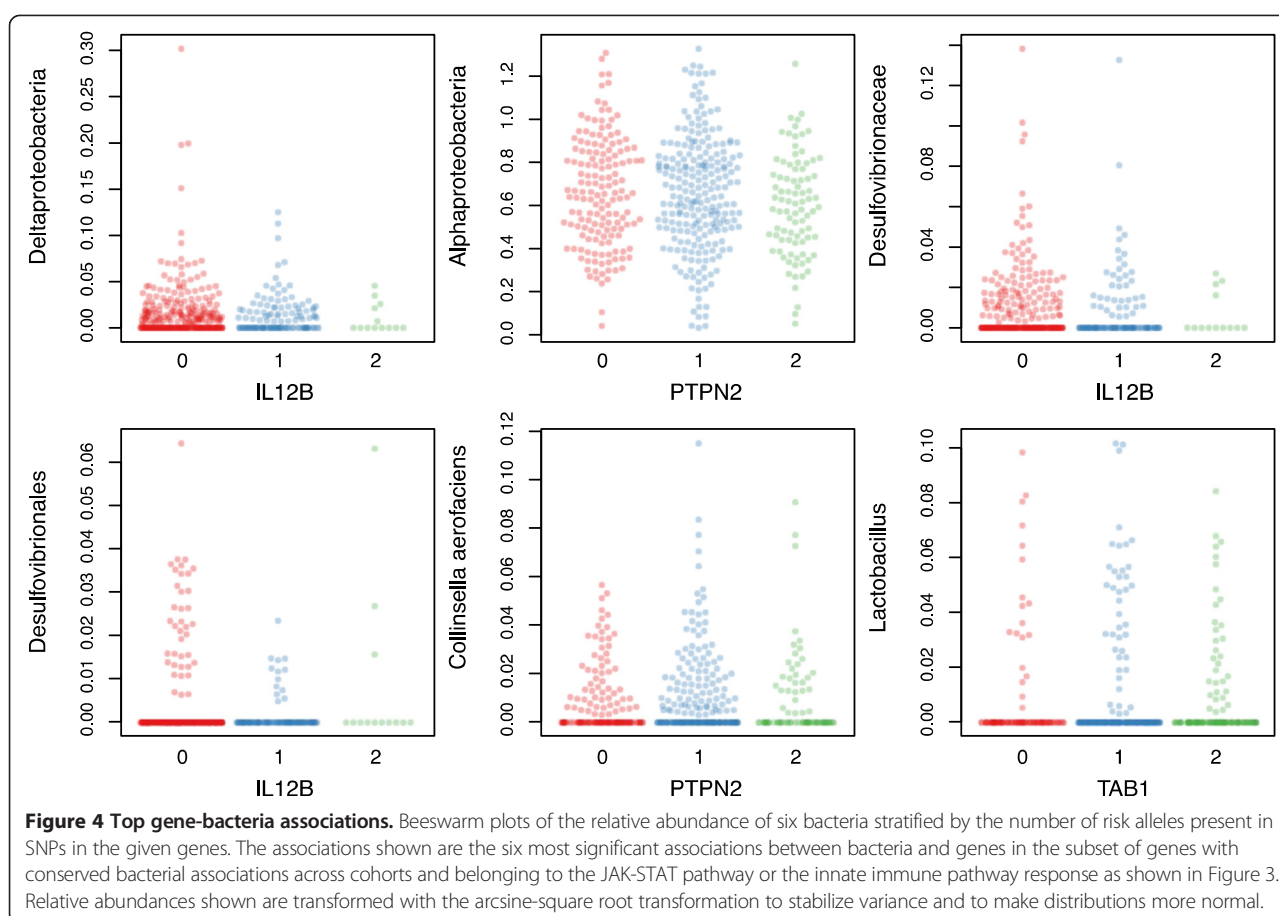 Deltaproteobacteria
0.00 0.05 0.10 0.15 0.20 0.25 0.30
0 1 2
IL12B
Alphaproteobacteria
0.0 0.2 0.4 0.6 0.8 1.0 1.2
0 1 2
PTPN2
Desulfovibrionaceae
0.00 0.04 0.08 0.12
0 1 2
IL12B
Desulfovibrionales
0.00 0.01 0.02 0.03 0.04 0.05 0.06
0 1 2
IL12B
Collinsella aerofaciens
0.00 0.02 0.04 0.06 0.08 0.10 0.12
0 1 2
PTPN2
Lactobacillus
0.00 0.02 0.04 0.06 0.08 0.10
0 1 2
TAB1
Figure 4 Top gene-bacteria associations. Beeswarm plots of the relative abundance of six bacteria stratified by the number of risk alleles present in
SNPs in the given genes. The associations shown are the six most significant associations between bacteria and genes in the subset of genes with
conserved bacterial associations across cohorts and belonging to the JAK-STAT pathway or the innate immune pathway response as shown in Figure 3.
Relative abundances shown are transformed with the arcsine-square root transformation to stabilize variance and to make distributions more normal.